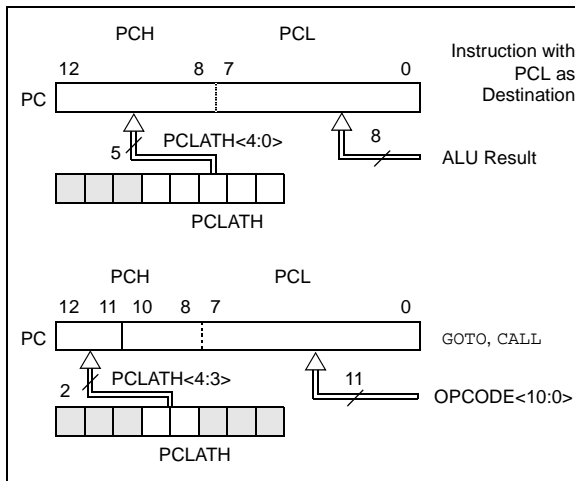 PCH PCL
12 8 7 0
Instruction with
PCL as
Destination
PC
PCLATH<4:0>
5
8
ALU Result
PCLATH
PCH PCL
12 11 10 8 7 0
PC
GOTO, CALL
PCLATH<4:3>
2
11
OPCODE<10:0>
PCLATH